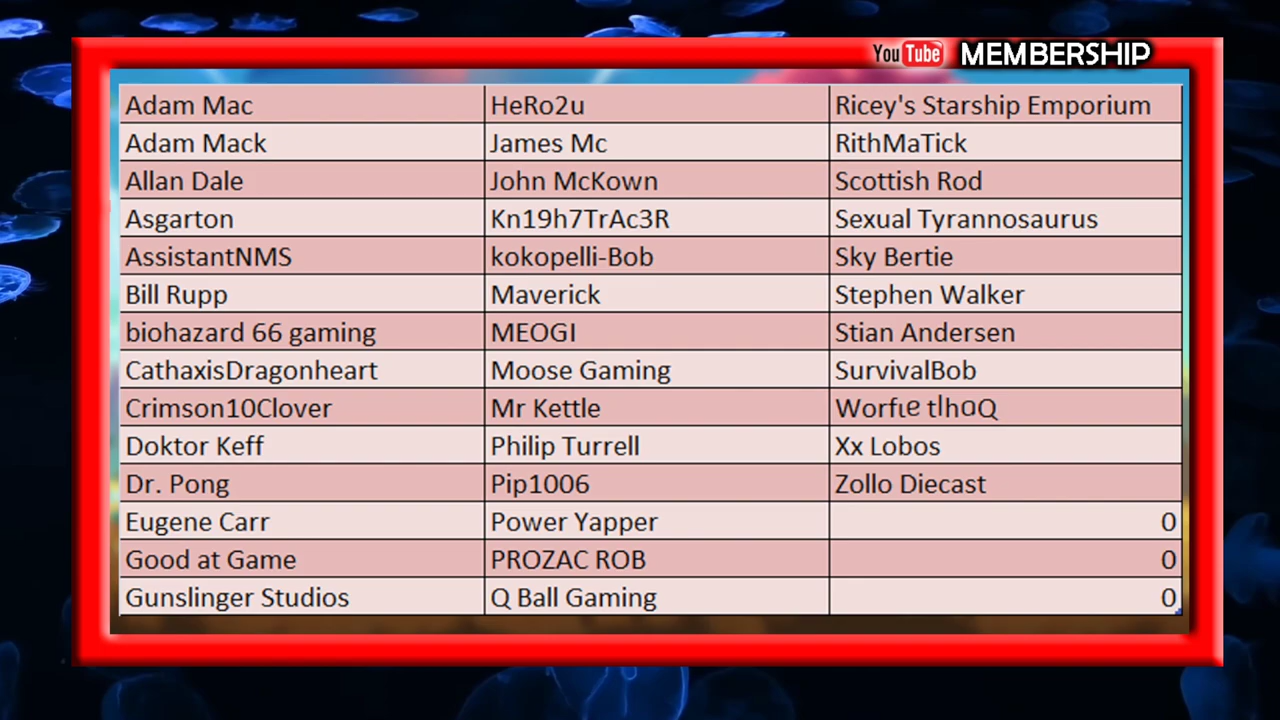 YouTube MEMBERSHIP
Adam Mac HeRo2u Ricey's Starship Emporium
Adam Mack James Mc RithMaTick
Allan Dale John McKown Scottish Rod
Asgarton Kn19h7TrAc3R Sexual Tyrannosaurus
AssistantNMS kokopelli-Bob Sky Bertie
Bill Rupp Maverick Stephen Walker
biohazard 66 gaming MEOGI Stian Andersen
CathaxisDragonheart Moose Gaming SurvivalBob
Crimson10Clover Mr Kettle Worfιɐ tlhɑQ
Doktor Keff Philip Turrell Xx Lobos
Dr. Pong Pip1006 Zollo Diecast
Eugene Carr Power Yapper 0
Good at Game PROZAC ROB 0
Gunslinger Studios Q Ball Gaming 0